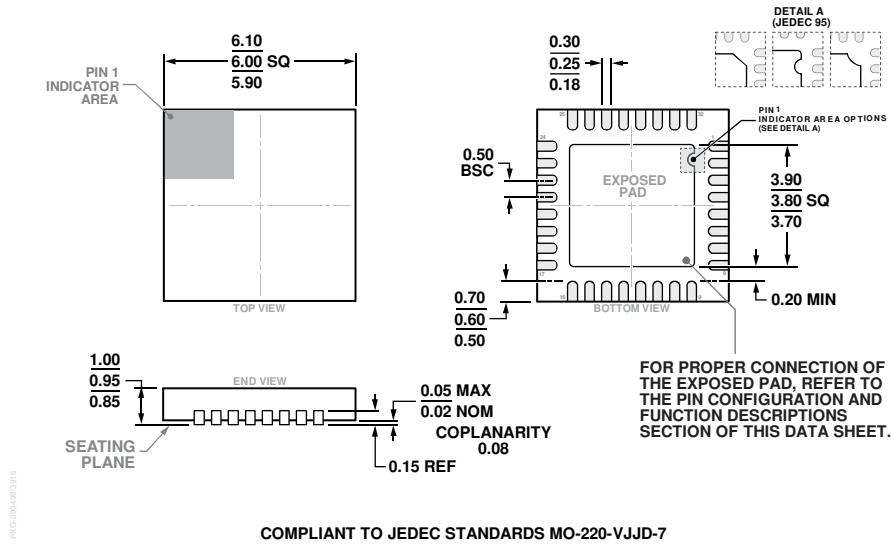 DETAIL A
(JEDEC 95)
6.10
6.00 SQ
5.90
0.30
0.25
0.18
PIN 1
INDICATOR
AREA
PIN 1
INDICATOR AREA OPTIONS
(SEE DETAIL A)
25
32
24
1
0.50
BSC
EXPOSED
PAD
3.90
3.80 SQ
3.70
17
8
16
9
TOP VIEW
BOTTOM VIEW
0.70
0.60
0.50
0.20 MIN
1.00
0.95
0.85
END VIEW
0.05 MAX
0.02 NOM
COPLANARITY
0.08
SEATING
PLANE
0.15 REF
FOR PROPER CONNECTION OF
THE EXPOSED PAD, REFER TO
THE PIN CONFIGURATION AND
FUNCTION DESCRIPTIONS
SECTION OF THIS DATA SHEET.
COMPLIANT TO JEDEC STANDARDS MO-220-VJJD-7